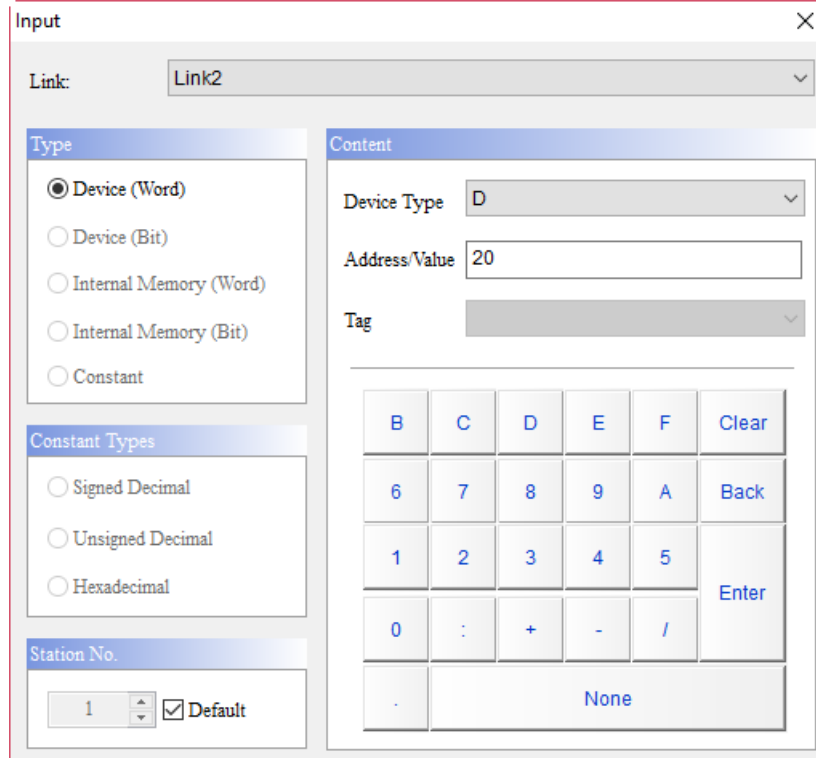 Input
Link: Link2
Type
Device (Word)
Device (Bit)
Internal Memory (Word)
Internal Memory (Bit)
Constant
Constant Types
Signed Decimal
Unsigned Decimal
Hexadecimal
Station No.
1 Default
Content
Device Type D
Address/Value 20
Tag
B C D E F Clear
6 7 8 9 A Back
1 2 3 4 5 Enter
0 : + - /
. None